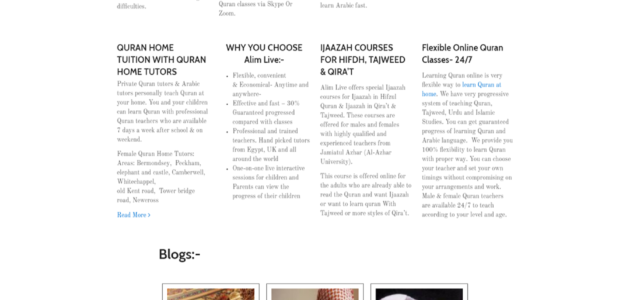 difficulties.
Quran classes via Skype Or
Zoom.
learn Arabic fast.
QURAN HOME
TUITION WITH QURAN
HOME TUTORS
Private Quran tutors & Arabic
tutors personally teach Quran at
your home. You and your children
can learn Quran with professional
Quran teachers who are available
7 days a week after school & on
weekend.
Female Quran Home Tutors:
Areas: Bermondsey, Peckham,
elephant and castle, Camberwell,
Whitechappel,
old Kent road, Tower bridge
road, Newcross
Read More »
WHY YOU CHOOSE
Alim Live:-
Flexible, convenient
& Economical- Anytime and
anywhere-
Effective and fast – 30%
Guaranteed progressed
compared with classes
Professional and trained
teachers. Hand picked tutors
from Egypt, UK and all
around the world
One-on-one live interactive
sessions for children and
Parents can view the
progress of their children
IJAAZAH COURSES
FOR HIFDH, TAJWEED
& QIRA'T
Alim Live offers special Ijaazah
courses for Ijaazah in Hifzul
Quran & Ijaazah in Qira't &
Tajweed. These courses are
offered for males and females
with highly qualified and
experienced teachers from
Jamiatul Azhar (Al-Azhar
University).
This course is offered online for
the adults who are already able to
read the Quran and want Ijaazah
or want to learn quran With
Tajweed or more styles of Qira't.
Flexible Online Quran
Classes- 24/7
Learning Quran online is very
flexible way to learn Quran at
home. We have very progressive
system of teaching Quran,
Tajweed, Urdu and Islamic
Studies. You can get guaranteed
progress of learning Quran and
Arabic language. We provide you
100% flexibility to learn Quran
with proper way. You can choose
your teacher and set your own
timings without compromising on
your arrangements and work.
Male & female Quran teachers
are available 24/7 to teach
according to your level and age.
Blogs:-